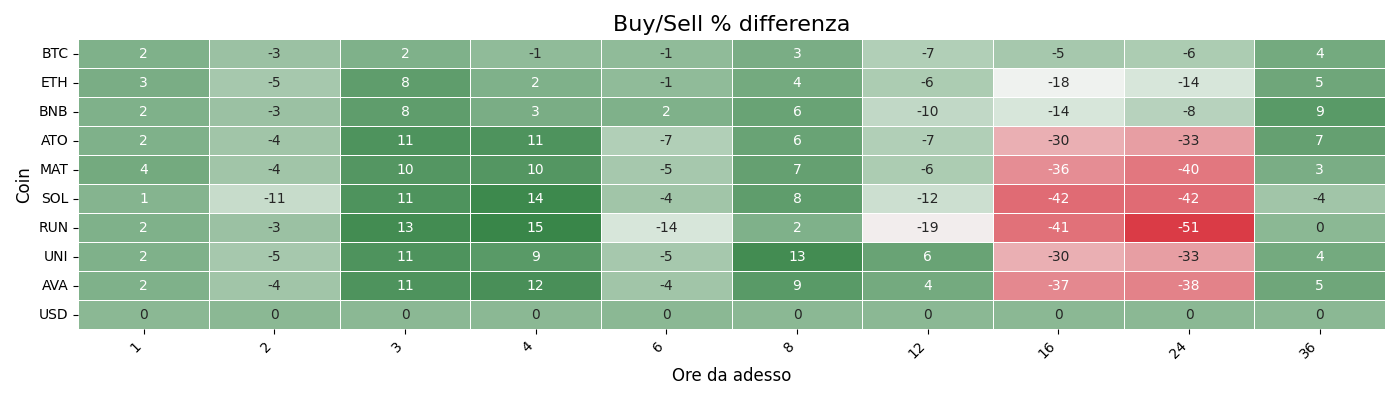 Buy/Sell % differenza
Coin
BTC 2 -3 2 -1 -1 3 -7 -5 -6 4
ETH 3 -5 8 2 -1 4 -6 -18 -14 5
BNB 2 -3 8 3 2 6 -10 -14 -8 9
ATO 2 -4 11 11 -7 6 -7 -30 -33 7
MAT 4 -4 10 10 -5 7 -6 -36 -40 3
SOL 1 -11 11 14 -4 8 -12 -42 -42 -4
RUN 2 -3 13 15 -14 2 -19 -41 -51 0
UNI 2 -5 11 9 -5 13 6 -30 -33 4
AVA 2 -4 11 12 -4 9 4 -37 -38 5
USD 0 0 0 0 0 0 0 0 0 0
1 2 3 4 6 8 12 16 24 36
Ore da adesso